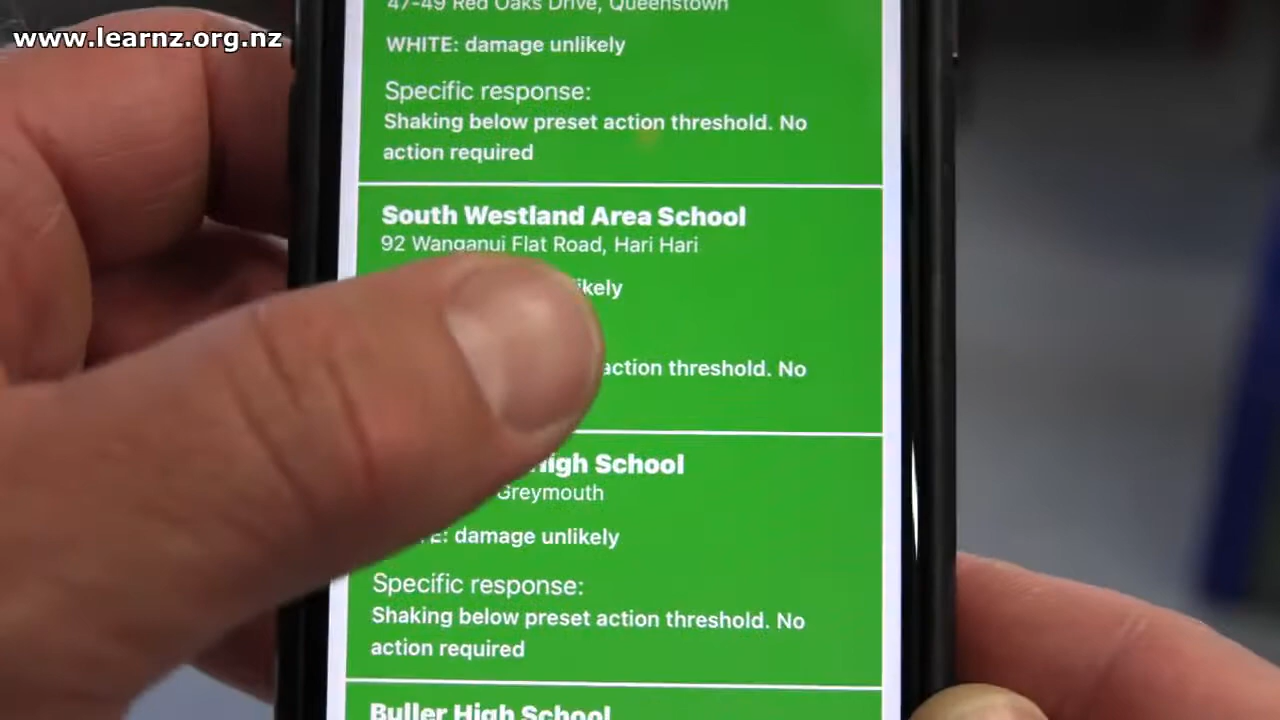 www.learnz.org.nz
47-49 Red Oaks Drive, Queenstown
WHITE: damage unlikely
Specific response:
Shaking below preset action threshold. No
action required
South Westland Area School
92 Wanganui Flat Road, Hari Hari
action threshold. No
High School
Greymouth
damage unlikely
Specific response:
Shaking below preset action threshold. No
action required
Buller High School